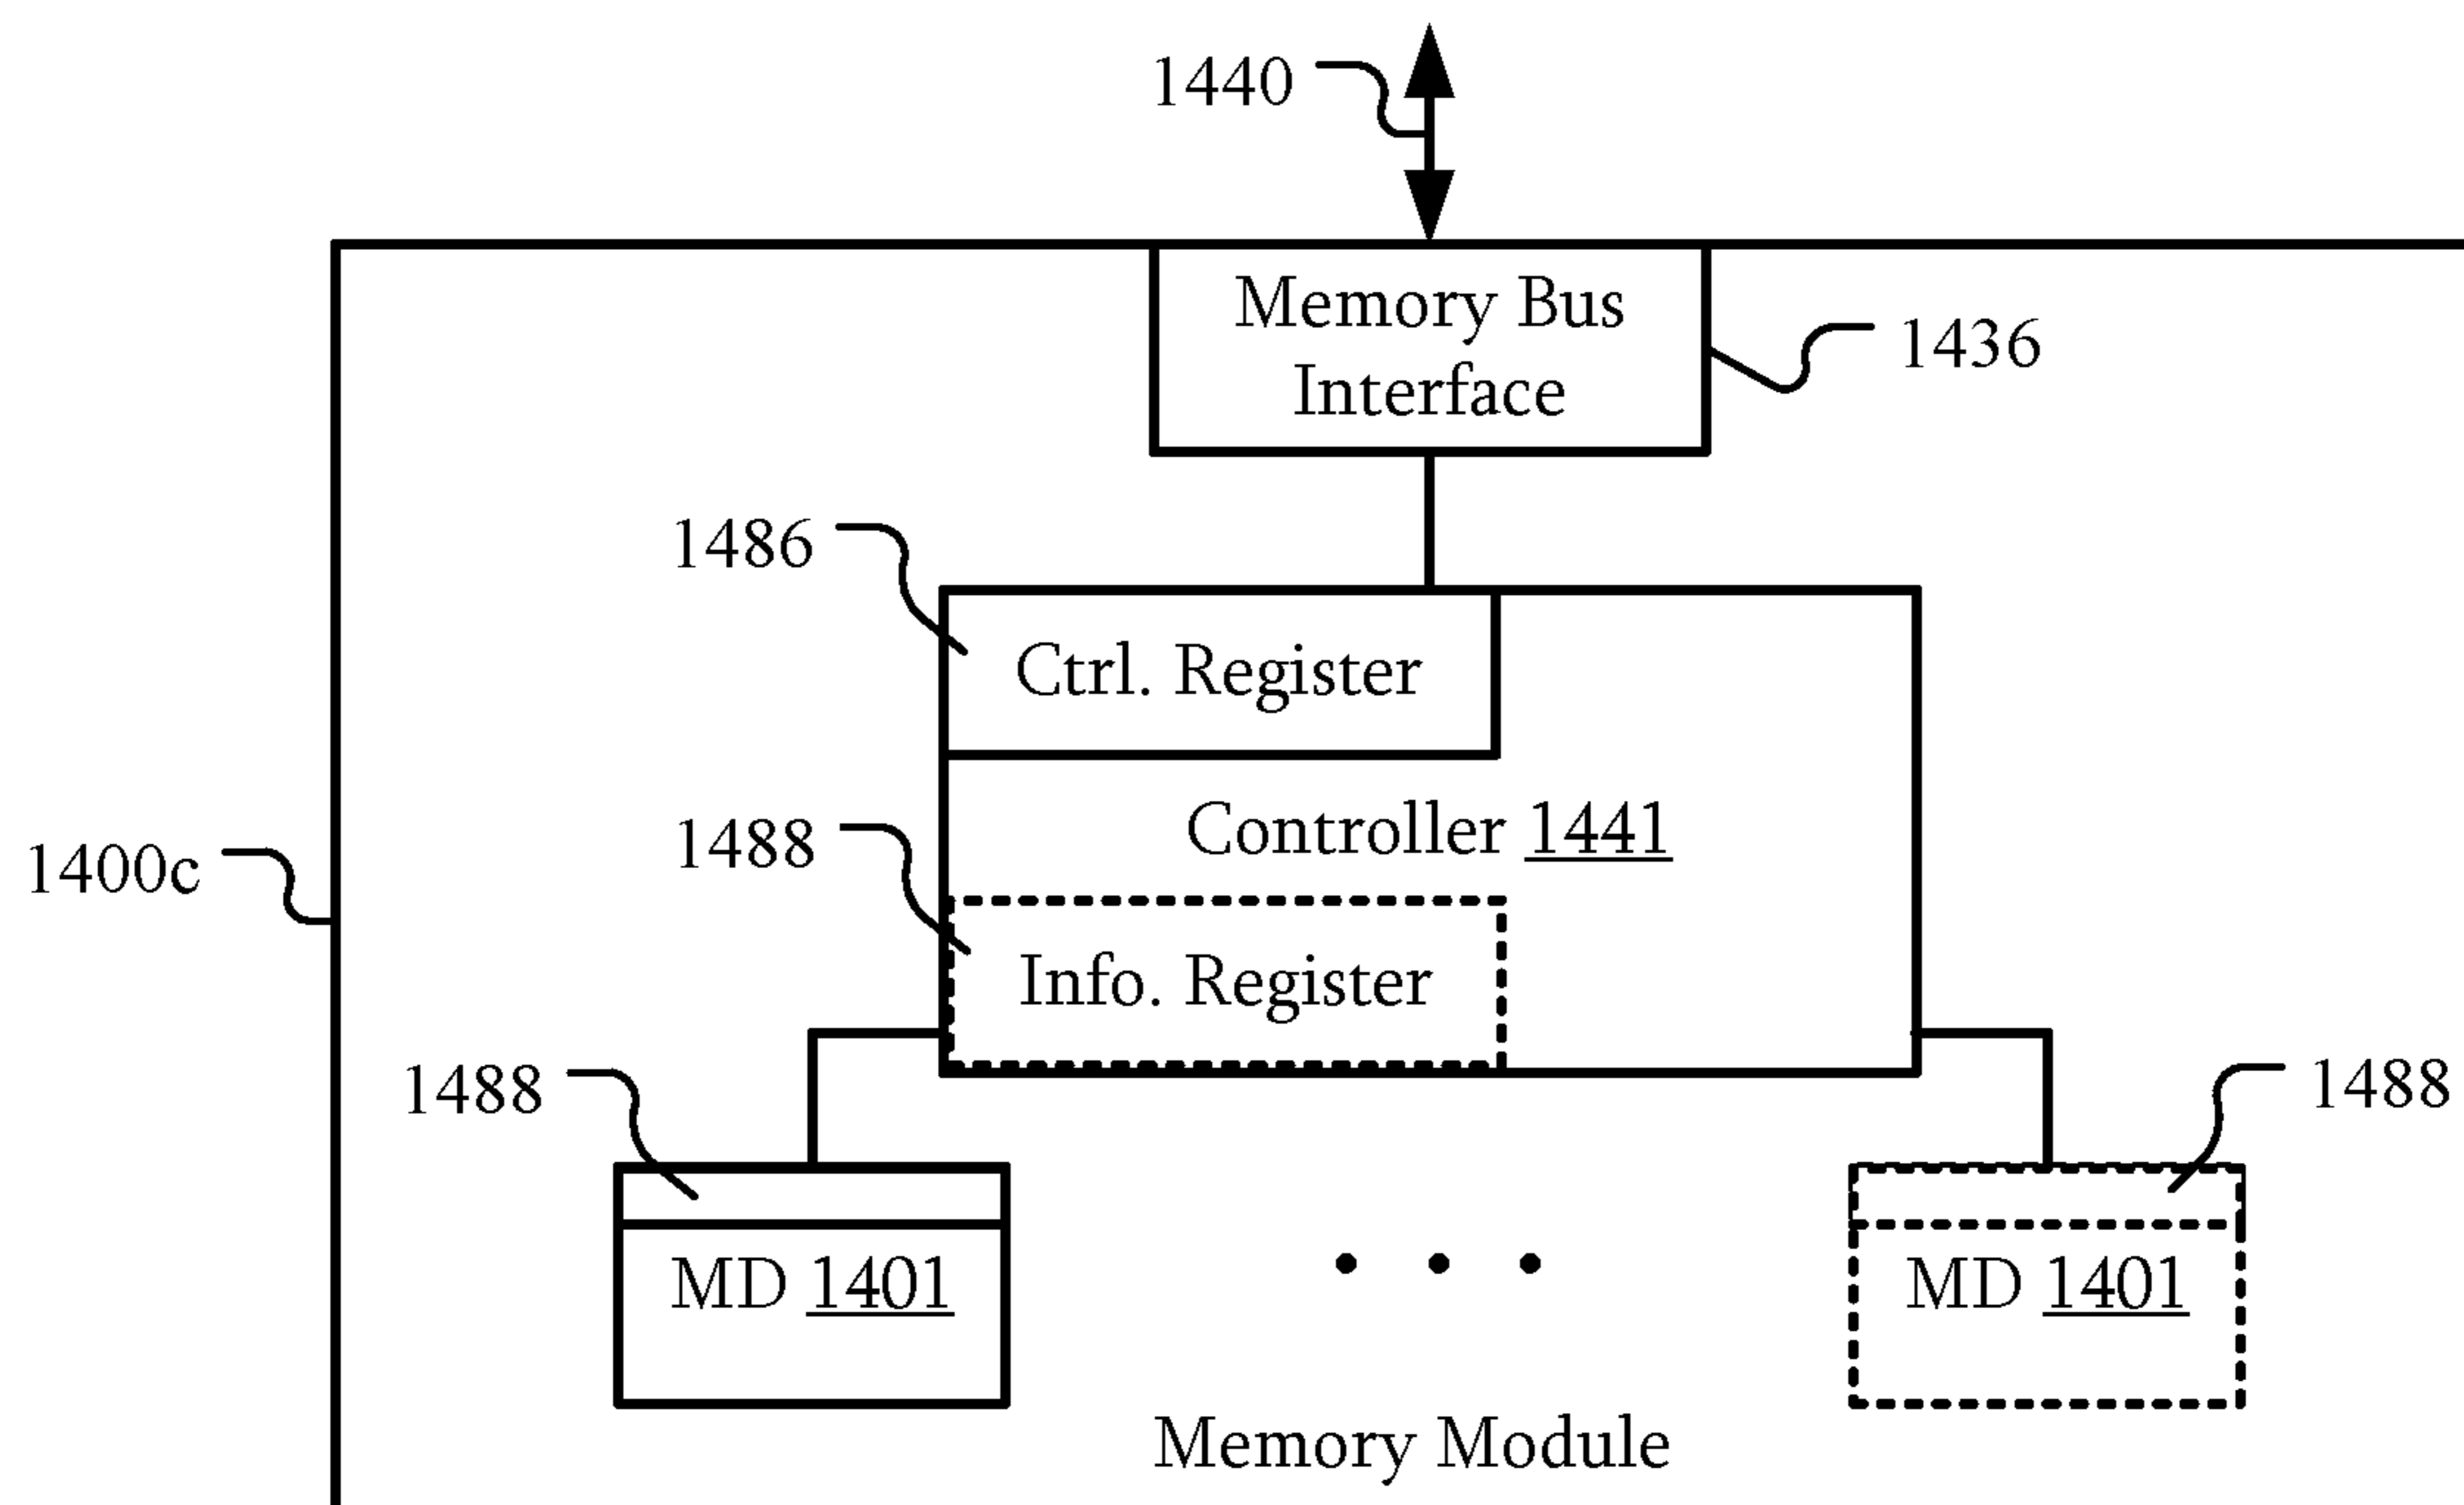 1440
Memory Bus
Interface
1436
1486
Ctrl. Register
Controller 1441
1488
1400c
Info. Register
1488
1488
MD 1401
MD 1401
Memory Module